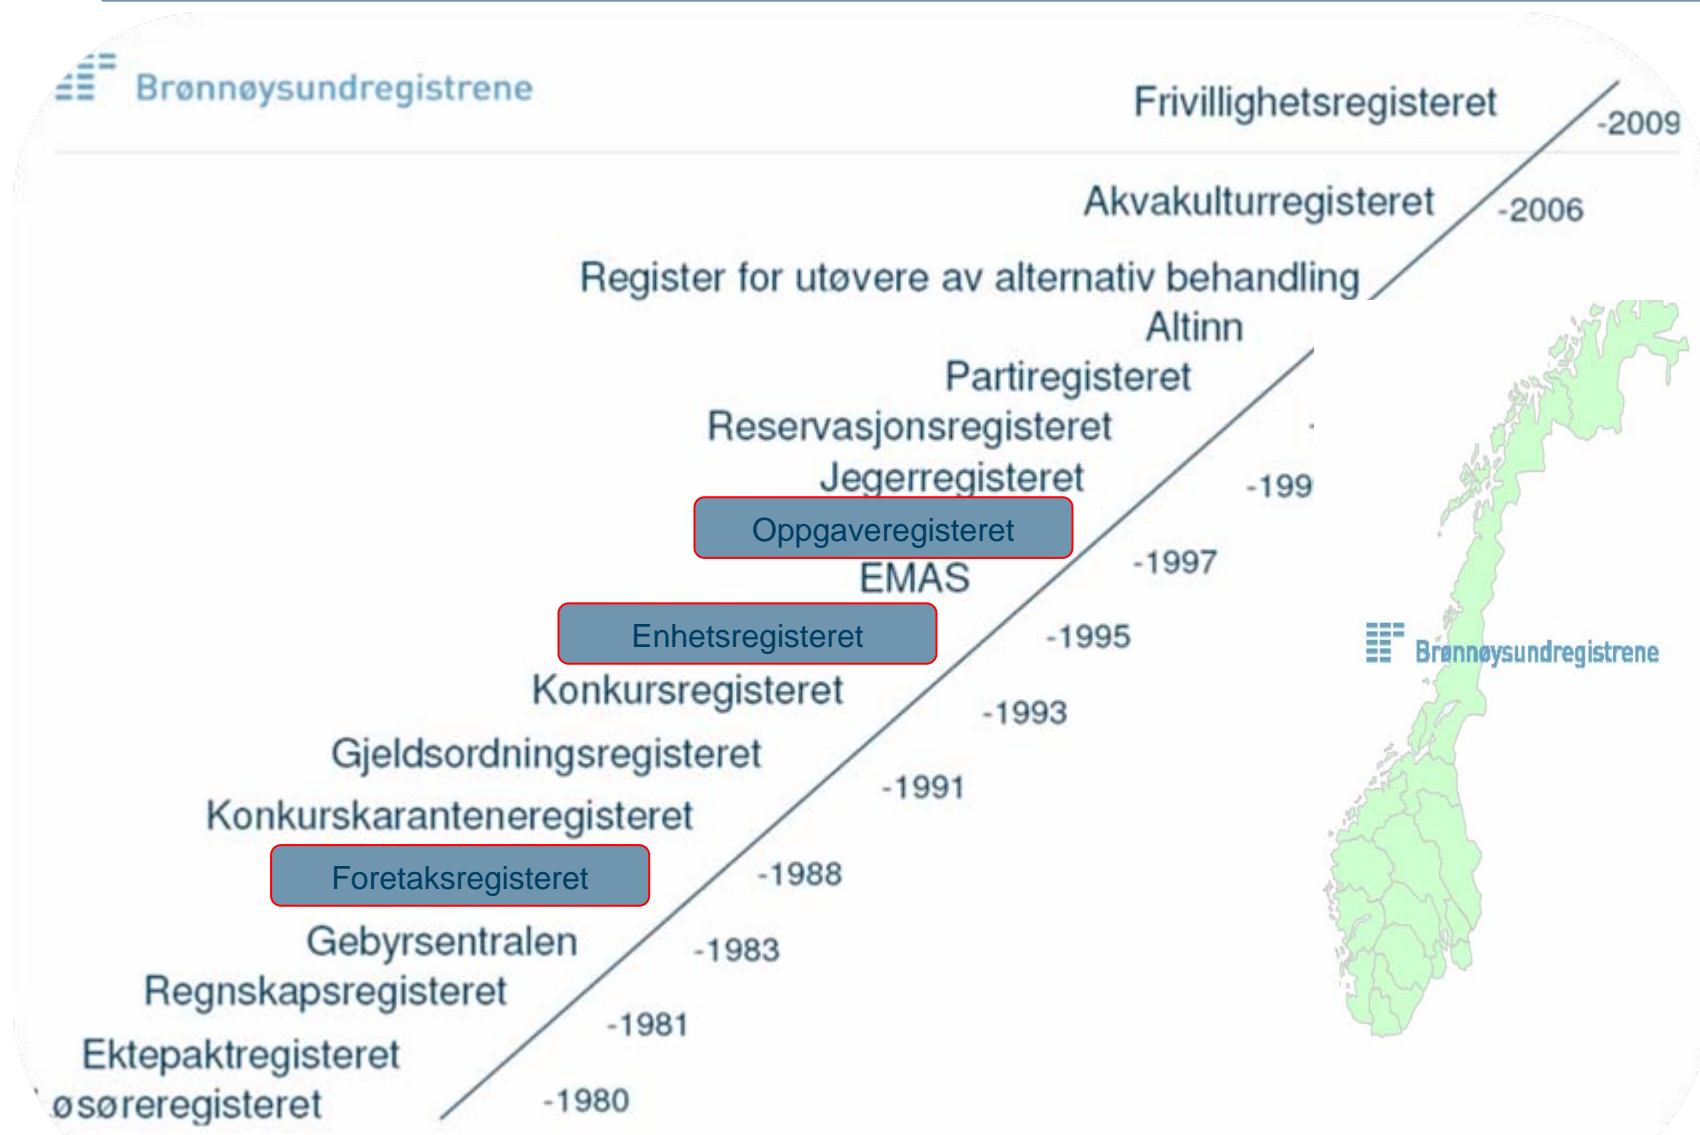 Brønnøysundregistrene
Frivillighetsregisteret
-2009
Akvakulturregisteret
-2006
Register for utøvere av alternativ behandling
Altinn
Partiregisteret
Reservasjonsregisteret
Jegerregisteret
-199
Oppgaveregisteret
-1997
EMAS
Enhetsregisteret
-1995
Brønnøysundregistrene
Konkursregisteret
-1993
Gjeldsordningsregisteret
-1991
Konkurskaranteneregisteret
Foretaksregisteret
-1988
Gebyrsentralen
-1983
Regnskapsregisteret
-1981
Ektepaktregisteret
øsøreregisteret
-1980